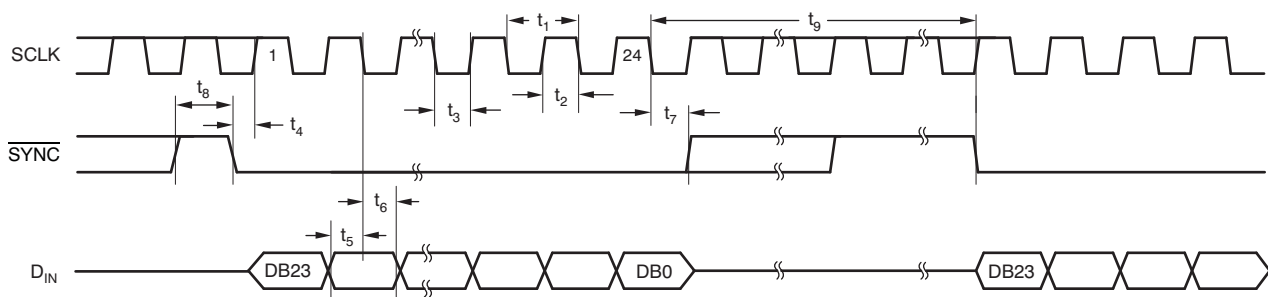 t1 t9
SCLK 1 24
t8 t4 t3 t2 t7
SYNC
t6
t5
DIN DB23 DB0 DB23